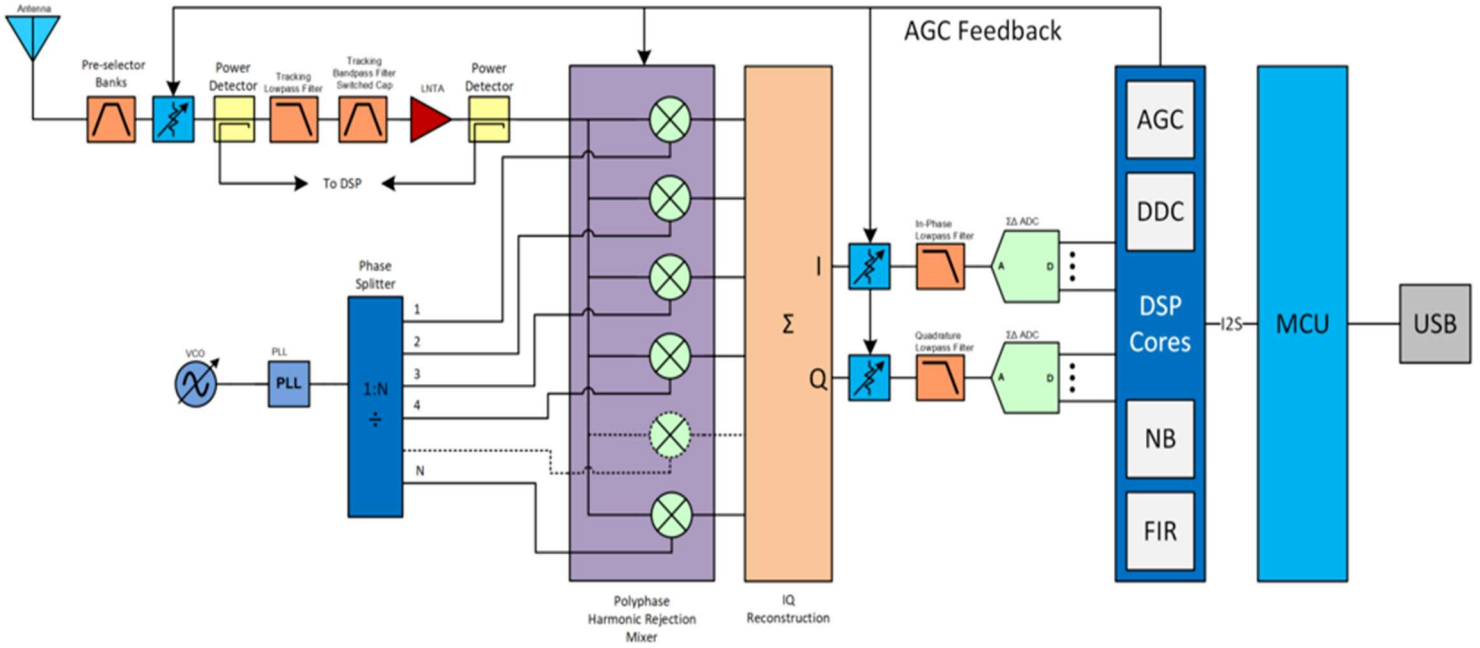 Antenna
AGC Feedback
Pre-selector
Banks
Power
Detector
Tracking
Lowpass Filter
Tracking
Bandpass Filter
Switched Cap
LNTA
Power
Detector
To DSP
Phase
Splitter
VCO
PLL
PLL
1:N
÷
1
2
3
4
N
Polyphase
Harmonic Rejection
Mixer
Σ
I
Q
IQ
Reconstruction
In-Phase
Lowpass Filter
ΣΔ ADC
A D
Quadrature
Lowpass Filter
ΣΔ ADC
A D
AGC
DDC
DSP
Cores
NB
FIR
I2S
MCU
USB